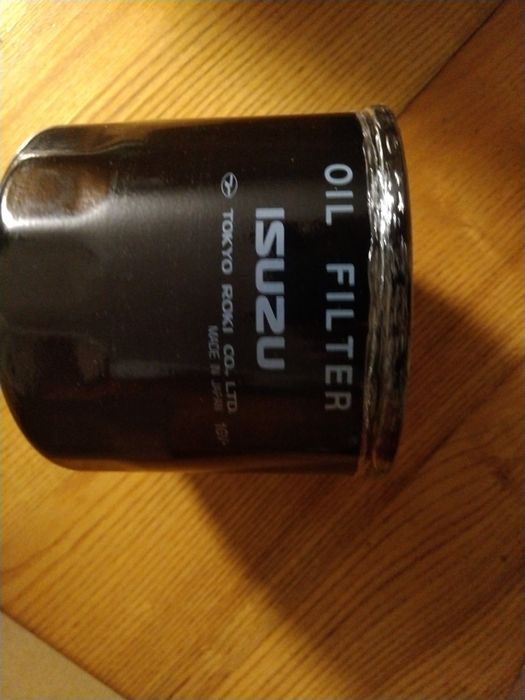 OIL FILTER
ISUZU
TOKYO ROKI CO., LTD.
MADE IN JAPAN